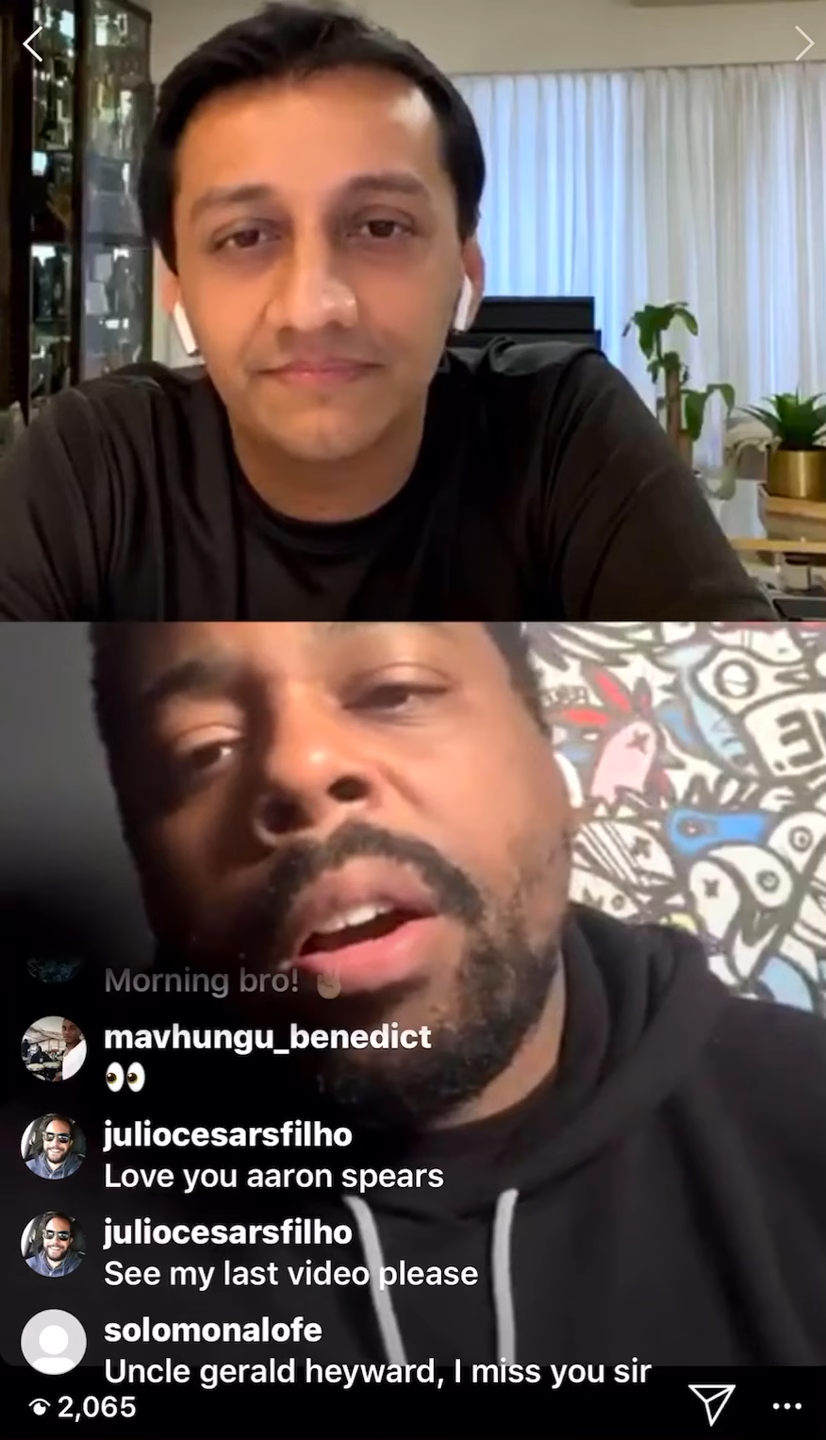 Morning bro! ✌🏽
mavhungu_benedict
👀
juliocesarsfilho
Love you aaron spears
juliocesarsfilho
See my last video please
solomonalofe
Uncle gerald heyward, I miss you sir
2,065